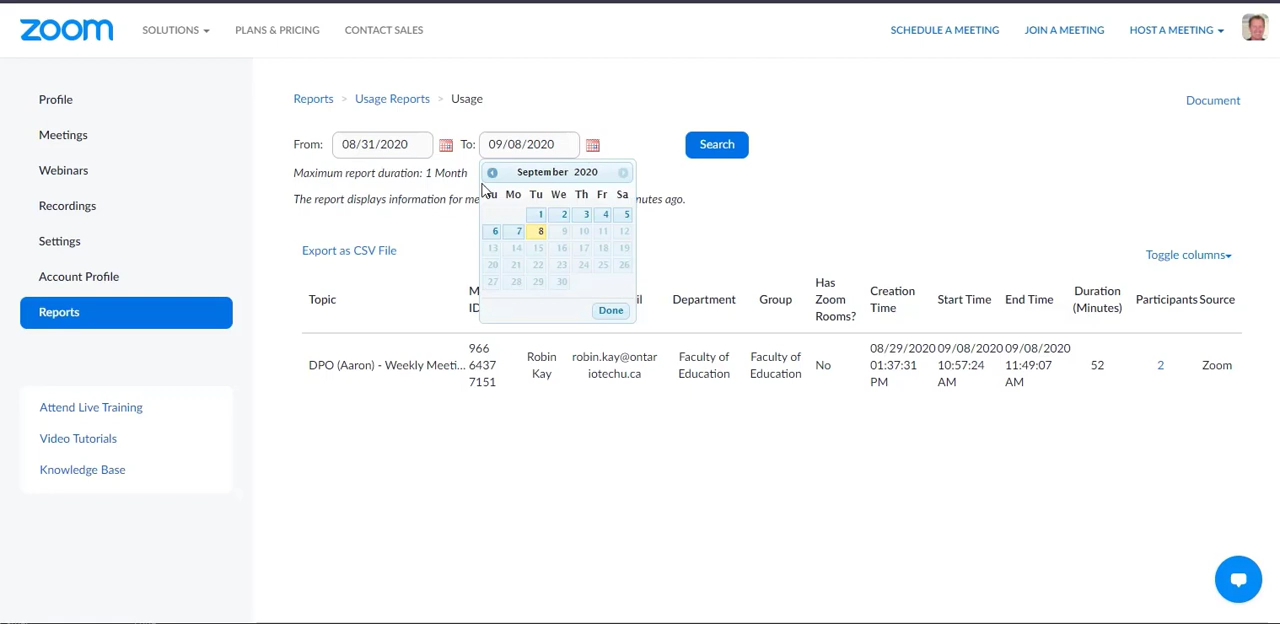 zoom SOLUTIONS PLANS & PRICING CONTACT SALES SCHEDULE A MEETING JOIN A MEETING HOST A MEETING
Profile
Meetings
Webinars
Recordings
Settings
Account Profile
Reports
Attend Live Training
Video Tutorials
Knowledge Base
Reports > Usage Reports > Usage
Document
From: 08/31/2020 To: 09/08/2020 Search
Maximum report duration: 1 Month
The report displays information for nutes ago.
September 2020
Su Mo Tu We Th Fr Sa
1 2 3 4 5
6 7 8 9 10 11 12
13 14 15 16 17 18 19
20 21 22 23 24 25 26
27 28 29 30
Done
Export as CSV File
Toggle columns
Topic Department Group Has Zoom Rooms? Creation Time Start Time End Time Duration (Minutes) Participants Source
DPO (Aaron) - Weekly Meeti... 966 6437 7151 Robin Kay robin.kay@ontariotechu.ca Faculty of Education Faculty of Education No 08/29/2020 01:37:31 PM 09/08/2020 10:57:24 AM 09/08/2020 11:49:07 AM 52 2 Zoom